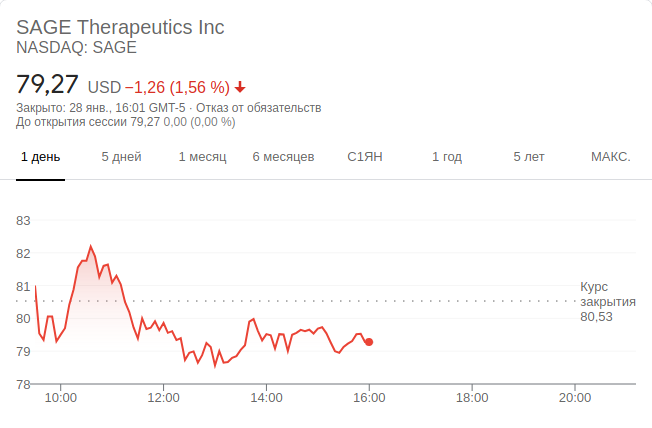 SAGE Therapeutics Inc
NASDAQ: SAGE
79,27 USD −1,26 (1,56 %)
Закрыто: 28 янв., 16:01 GMT-5 · Отказ от обязательств
До открытия сессии 79,27 0,00 (0,00 %)
1 день 5 дней 1 месяц 6 месяцев С1ЯН 1 год 5 лет МАКС.
83
82
81
80
79
78
Курс
закрытия
80,53
10:00 12:00 14:00 16:00 18:00 20:00